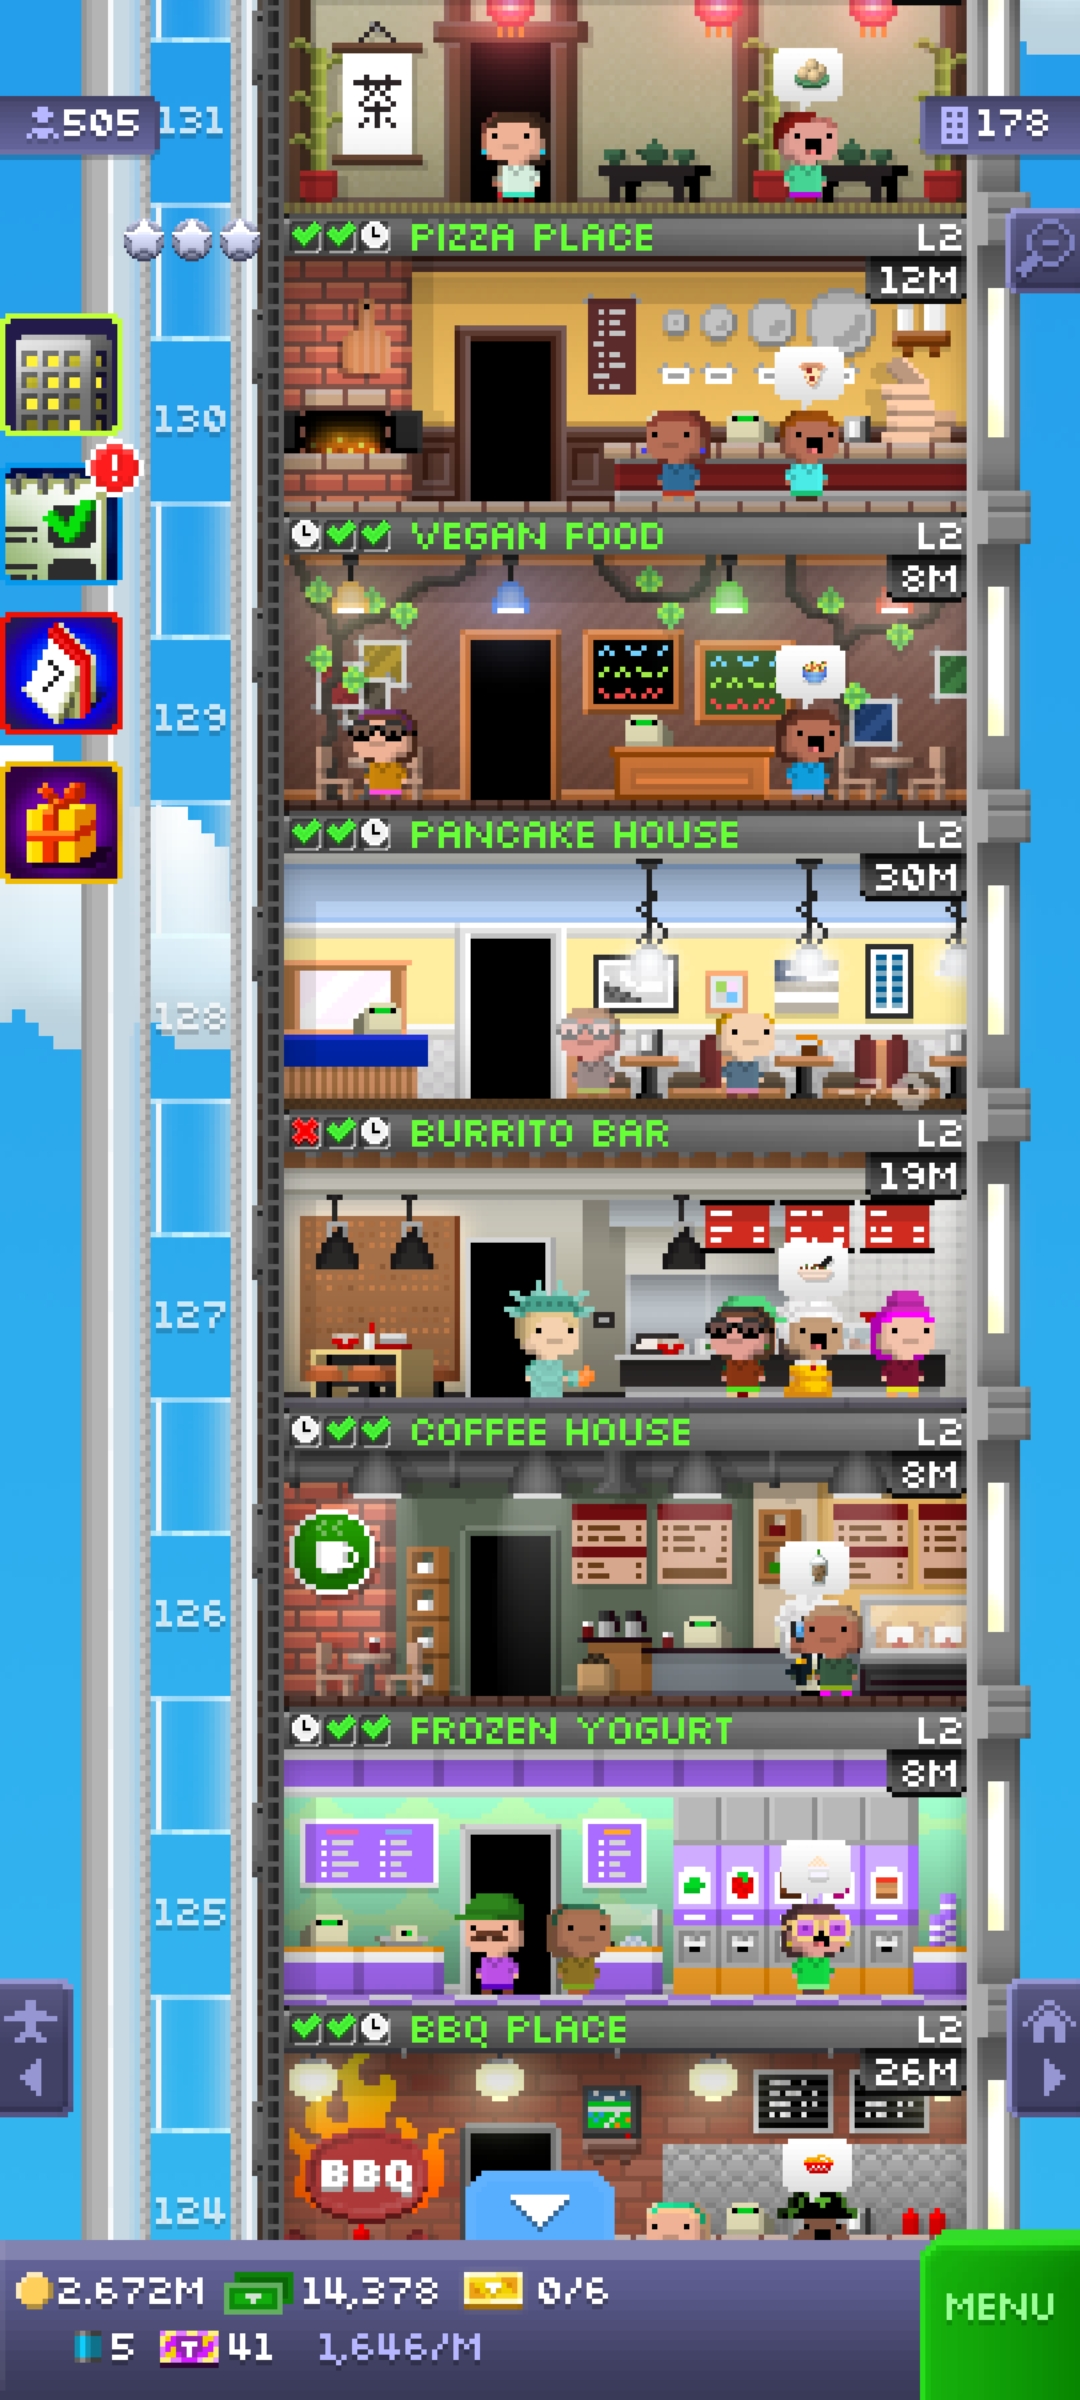 茶
505
131
178
PIZZA PLACE L2
12M
130
VEGAN FOOD L2
8M
129
PANCAKE HOUSE L2
30M
128
BURRITO BAR L2
19M
127
COFFEE HOUSE L2
8M
126
FROZEN YOGURT L2
8M
125
BBQ PLACE L2
26M
BBQ
124
2.672M 14,378 0/6
5 T 41 1,646/M
MENU